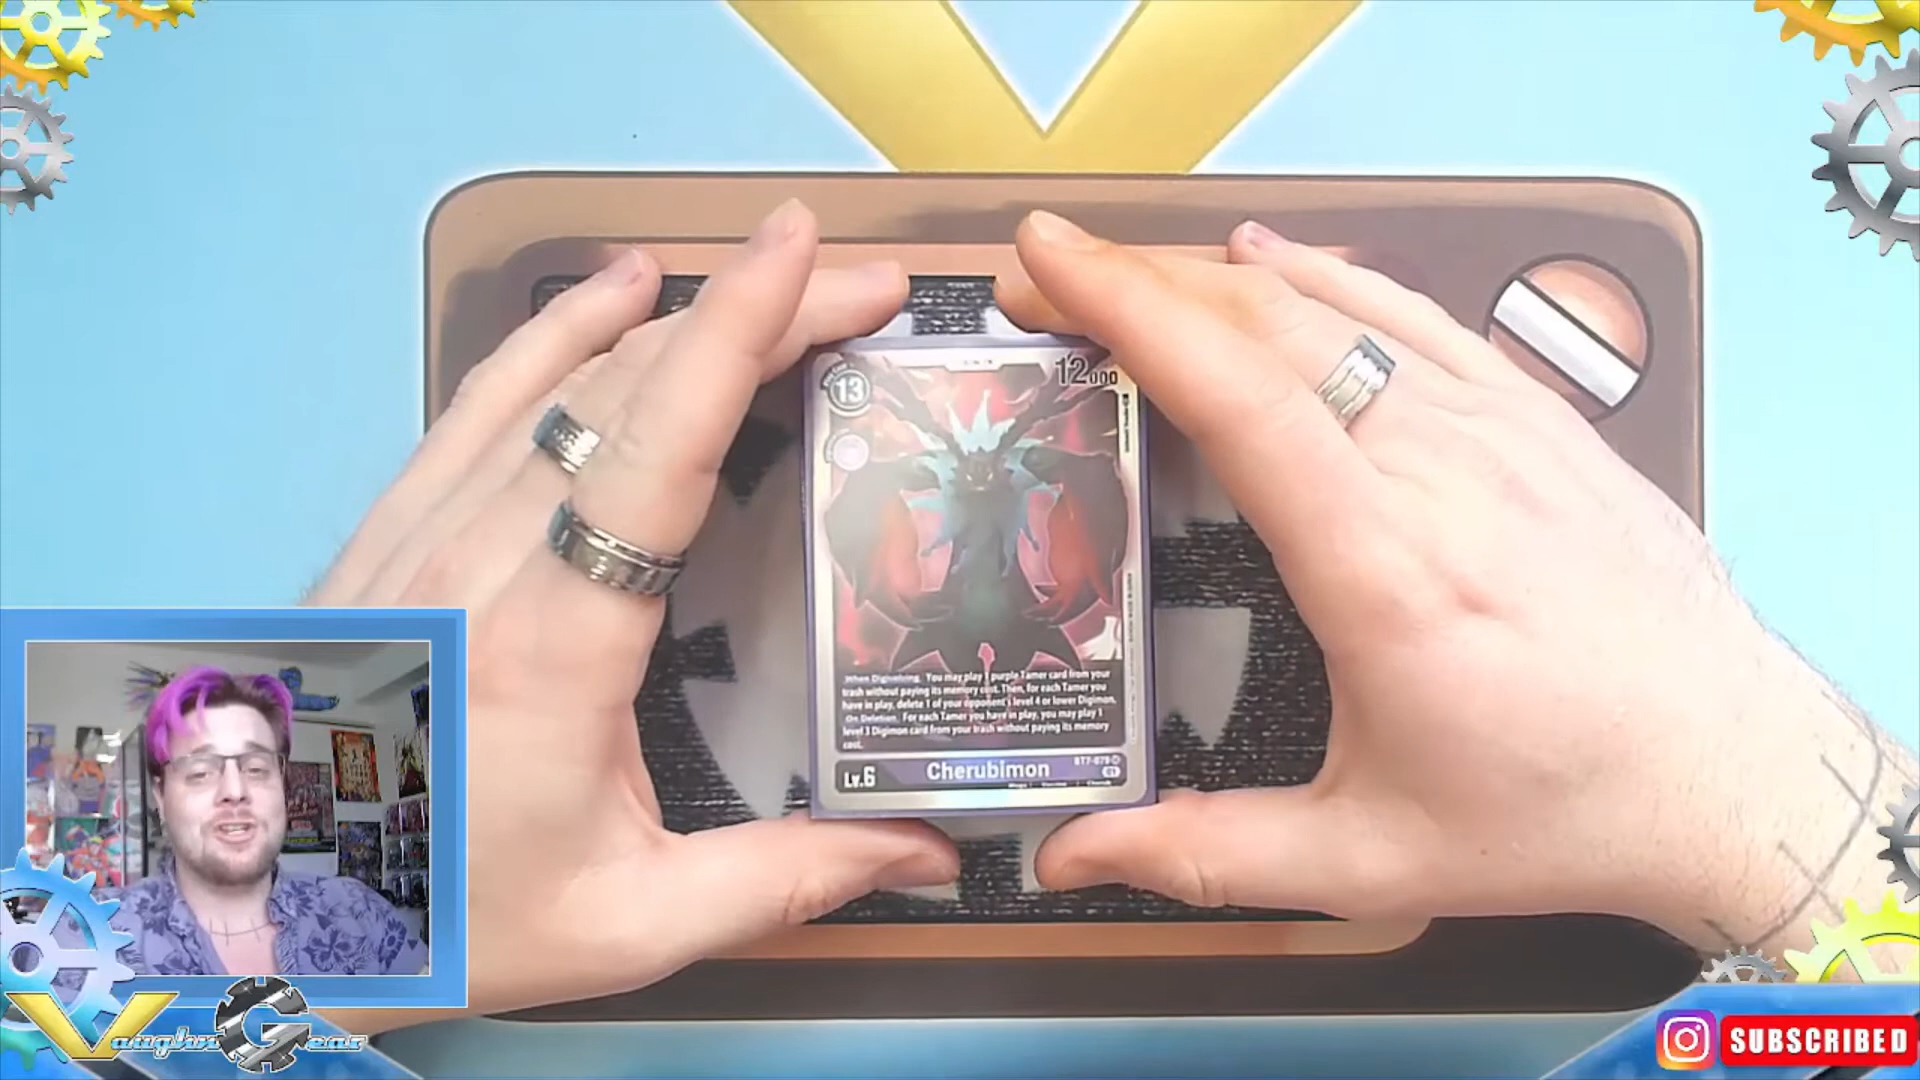 13
12000
When Digivolving You may play 1 purple Tamer card from your
trash without paying its memory cost. Then, for each Tamer you
have in play, delete 1 of your opponent's level 4 or lower Digimon.
On Deletion For each Tamer you have in play, you may play 1
level 3 Digimon card from your trash without paying its memory
cost.
Lv.6
Cherubimon
BT7-079
Vaughn Gear
SUBSCRIBED